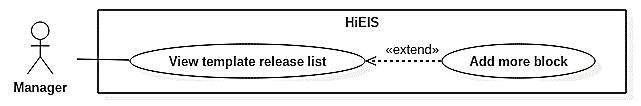 HiEIS
«extend»
View template release list
Add more block
Manager